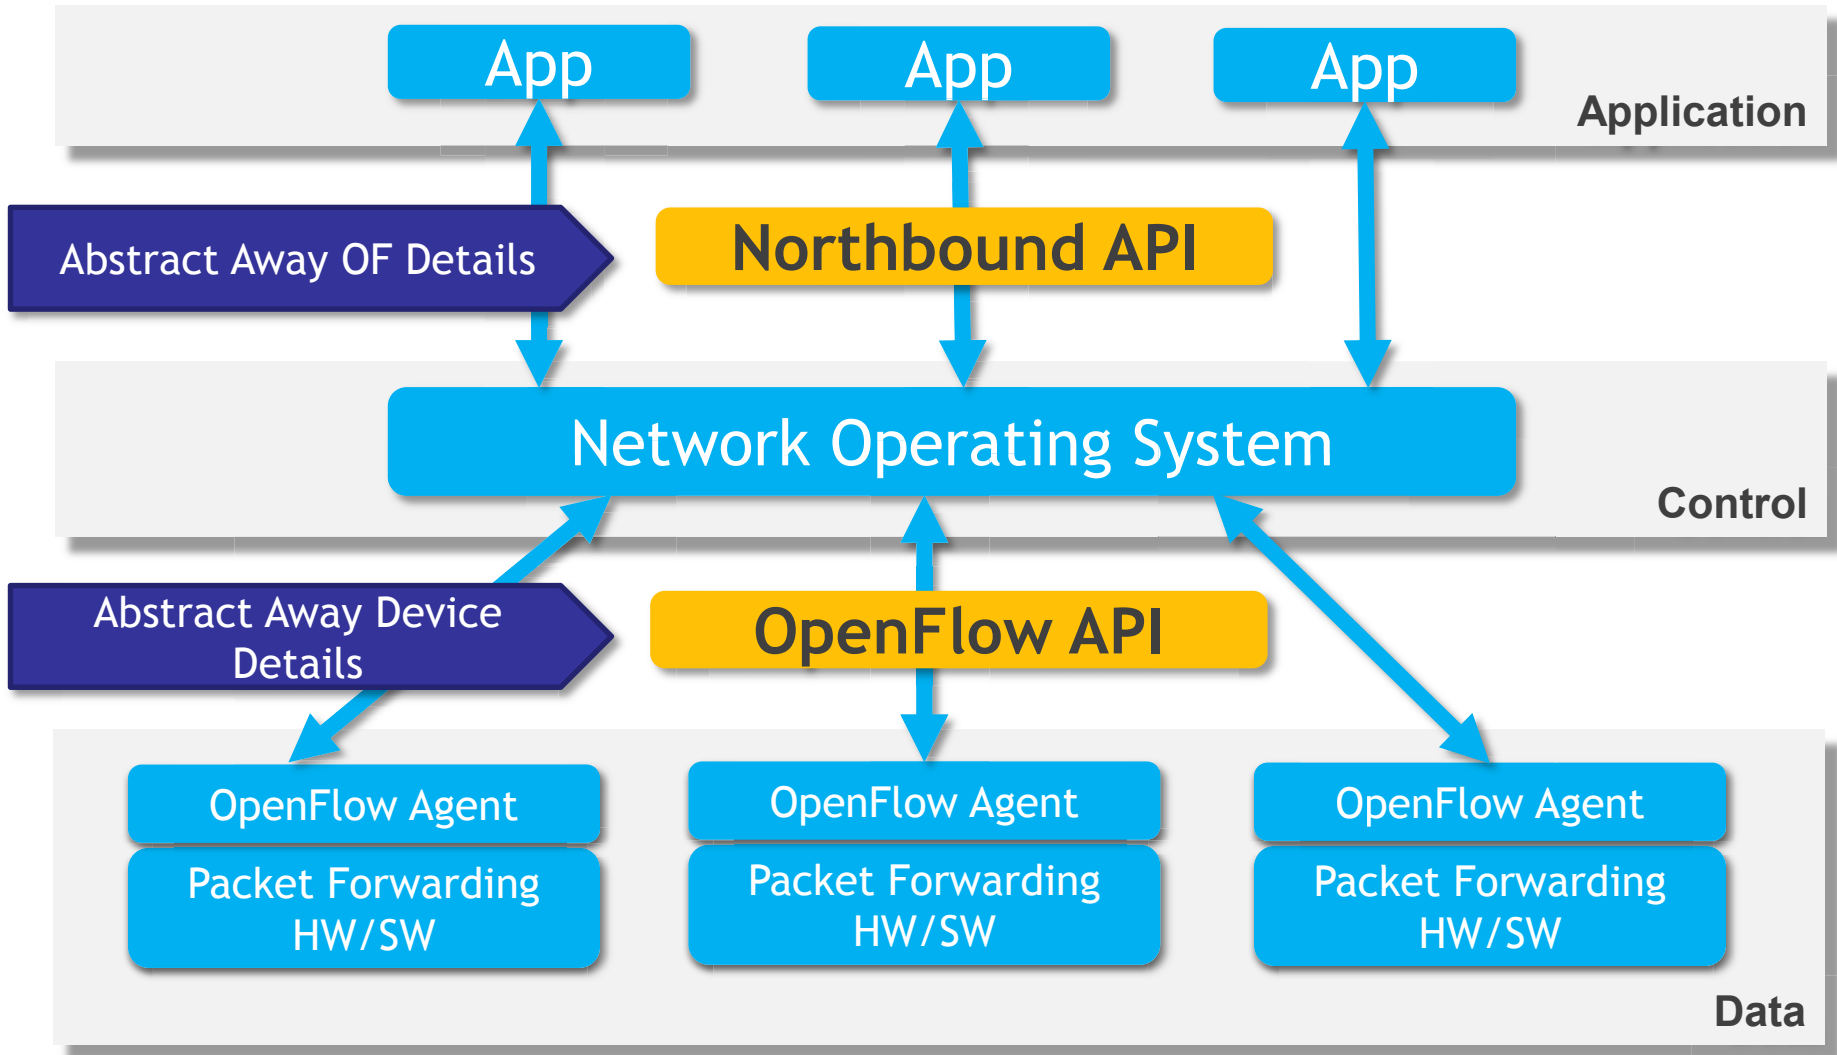 App
App
App
Application
Abstract Away OF Details
Northbound API
Network Operating System
Control
Abstract Away Device
Details
OpenFlow API
OpenFlow Agent
OpenFlow Agent
OpenFlow Agent
Packet Forwarding
HW/SW
Packet Forwarding
HW/SW
Packet Forwarding
HW/SW
Data